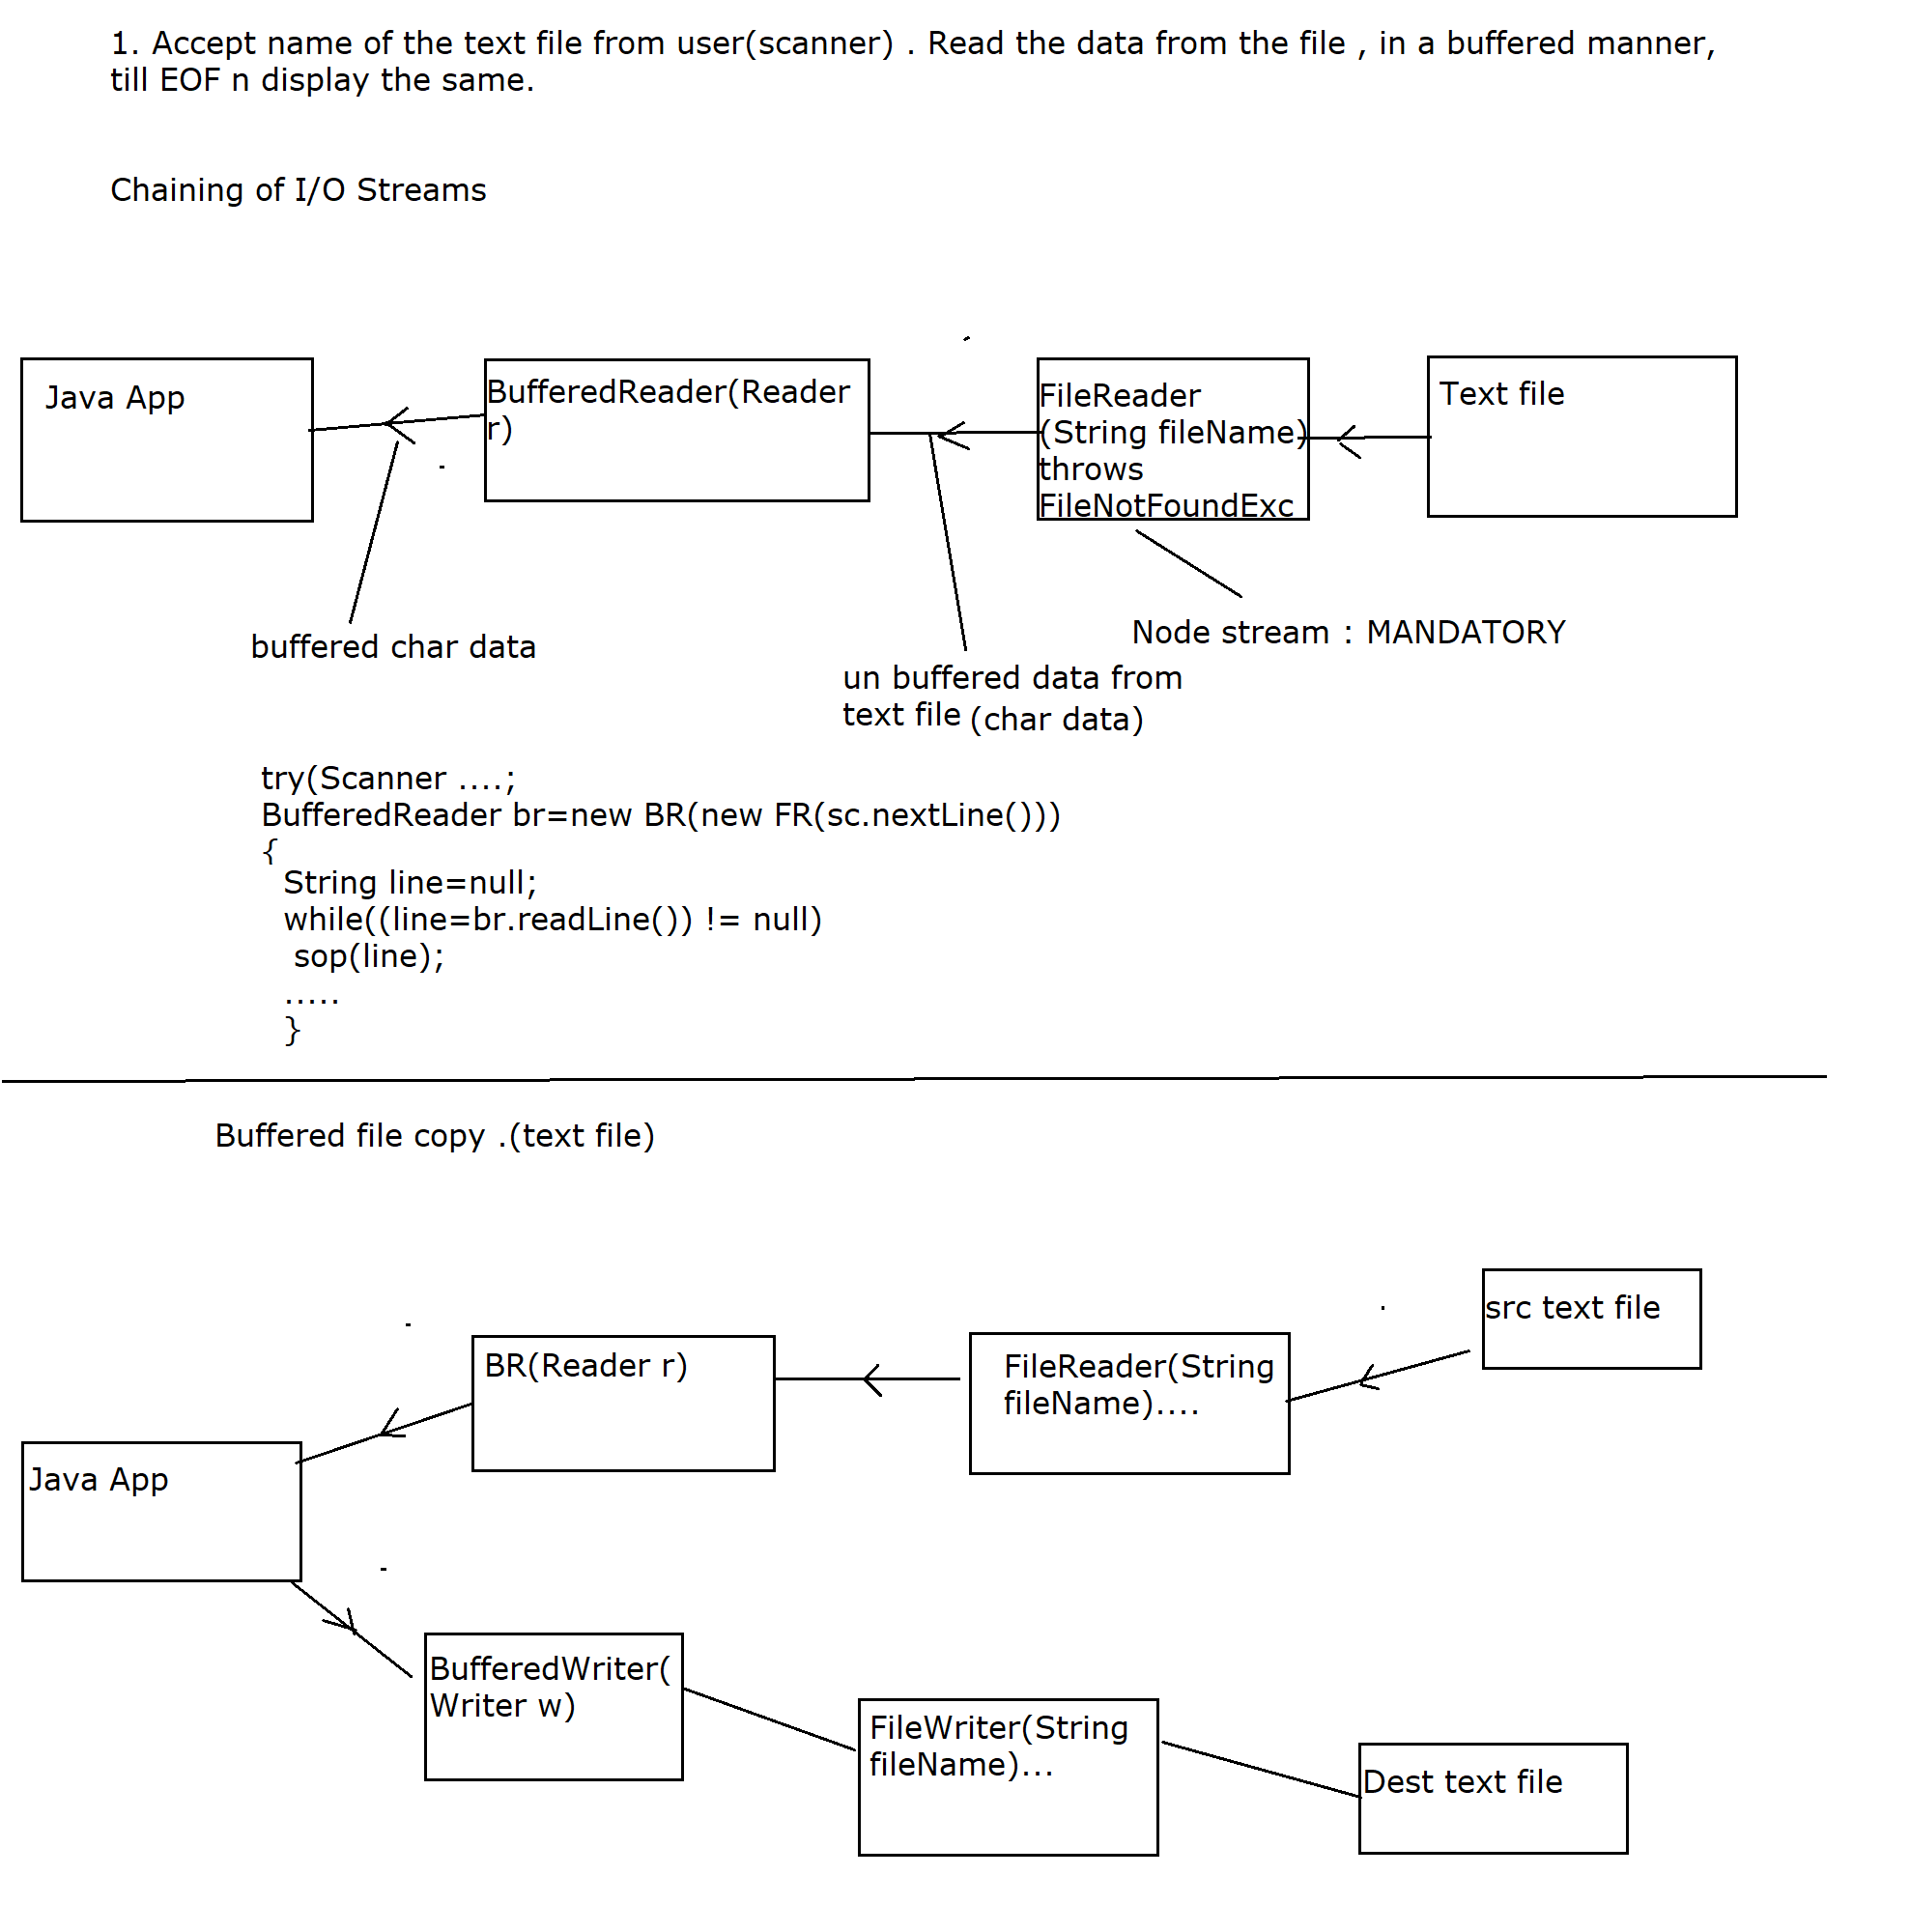 1. Accept name of the text file from user(scanner) . Read the data from the file , in a buffered manner,
till EOF n display the same.
Chaining of I/O Streams
Java App
BufferedReader(Reader
r)
FileReader
(String fileName)
throws
FileNotFoundExc
Text file
buffered char data
un buffered data from
text file (char data)
Node stream : MANDATORY
try(Scanner ....;
BufferedReader br=new BR(new FR(sc.nextLine()))
{
String line=null;
while((line=br.readLine()) != null)
sop(line);
.....
}
Buffered file copy .(text file)
src text file
BR(Reader r)
FileReader(String
fileName)....
Java App
BufferedWriter(
Writer w)
FileWriter(String
fileName)...
Dest text file